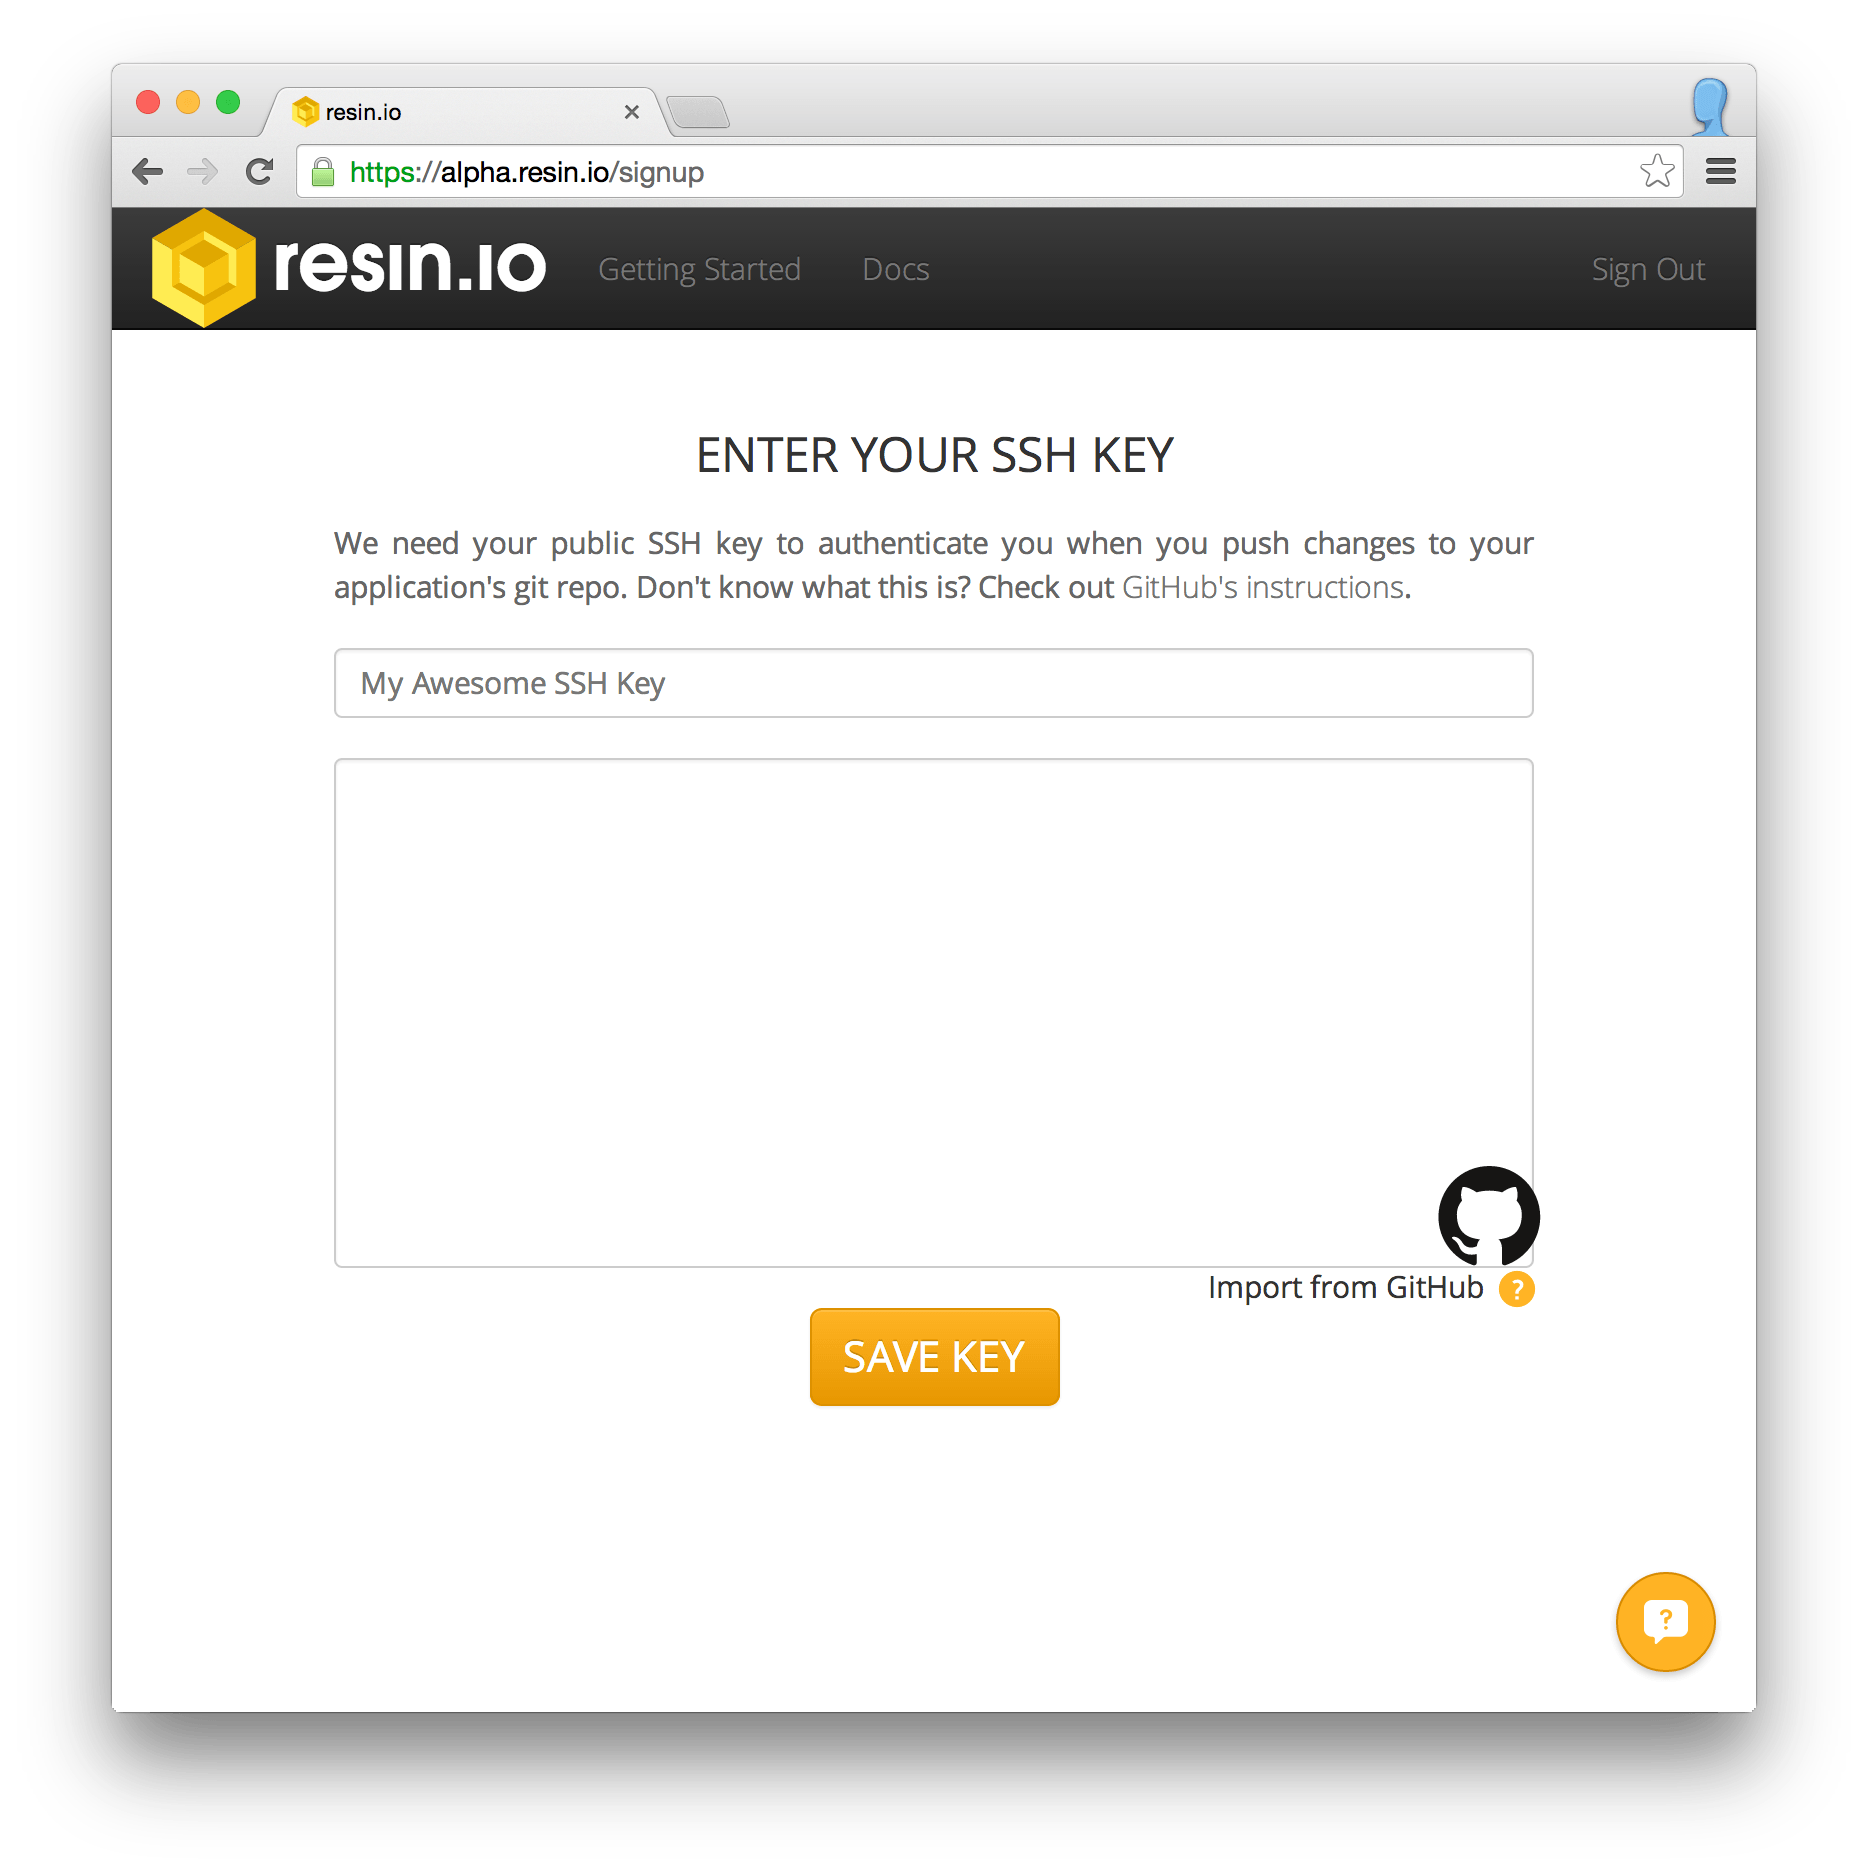 resin.io
https://alpha.resin.io/signup
resin.io Getting Started Docs Sign Out
ENTER YOUR SSH KEY
We need your public SSH key to authenticate you when you push changes to your
application's git repo. Don't know what this is? Check out GitHub's instructions.
My Awesome SSH Key
Import from GitHub ?
SAVE KEY
?